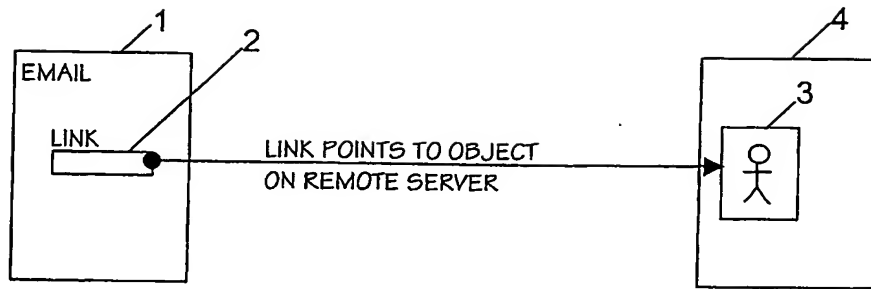 1
2
4
EMAIL
3
LINK
LINK POINTS TO OBJECT
ON REMOTE SERVER